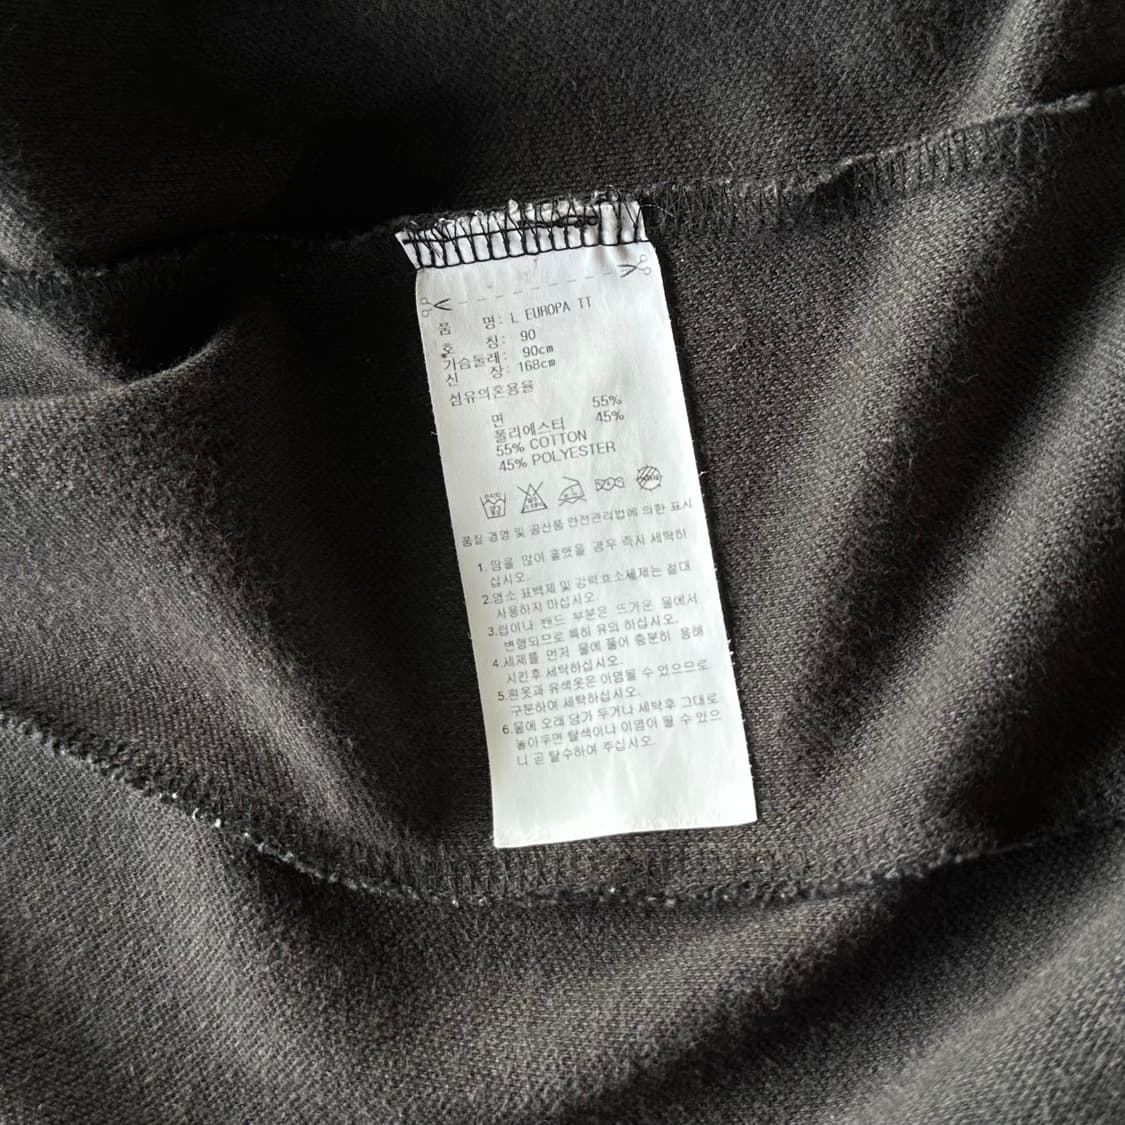 품 명: L EUROPA TT
호 칭: 90
가슴둘레: 90cm
신 장: 168cm
섬유의혼용율
면 55%
폴리에스터 45%
55% COTTON
45% POLYESTER
품질 경영 및 공산품 안전관리법에 의한 표시
1.땀을 많이 흘렸을 경우 즉시 세탁하
십시오.
2.염소 표백제 및 강력효소세제는 절대
사용하지 마십시오.
3.럽이나 밴드 부분은 뜨거운 물에서
변형되므로 특히 유의 하십시오.
4.세제를 먼저 물에 풀어 충분히 용해
시킨후 세탁하십시오.
5.흰옷과 유색옷은 이염될 수 있으므로
구분하여 세탁하십시오.
6.물에 오래 담가 두거나 세탁후 그대로
놓아두면 탈색이나 이염이 될 수 있으
니 곧 탈수하여 주십시오.